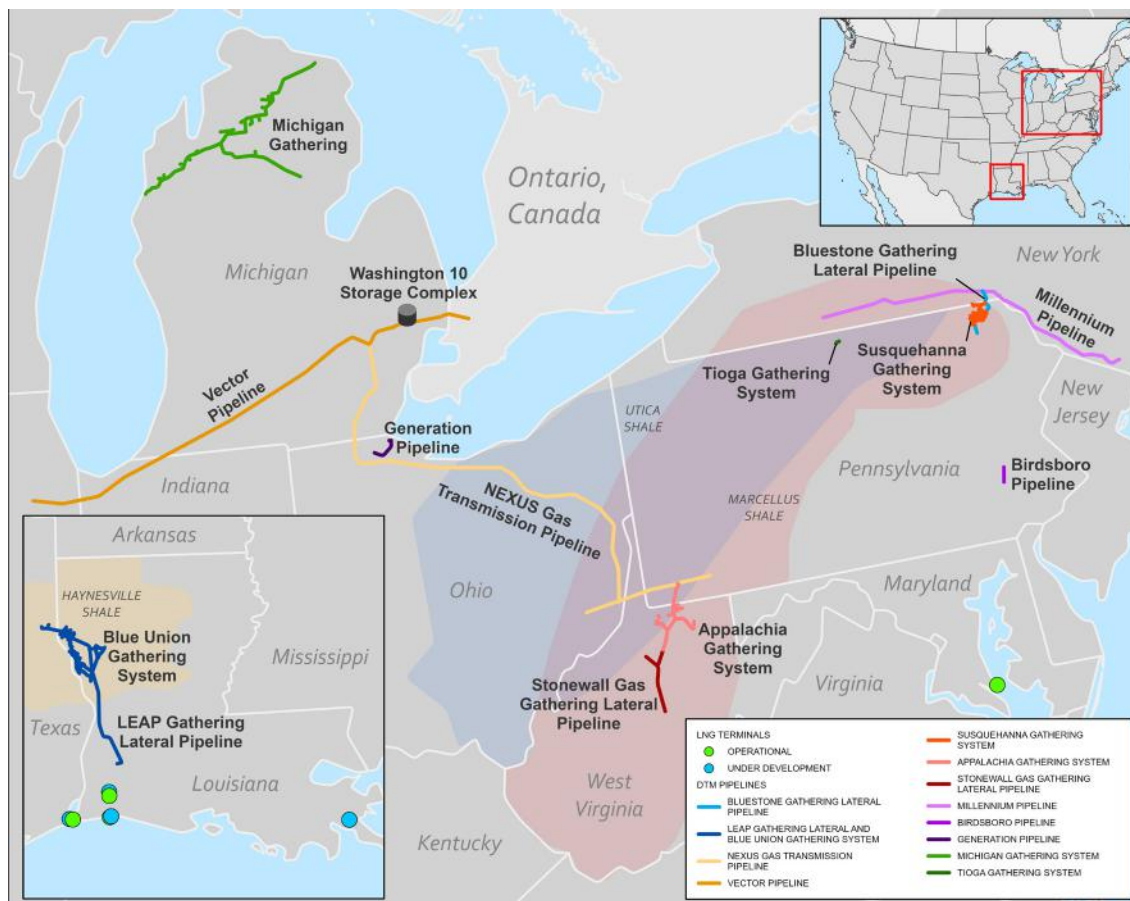 Michigan
Gathering
Ontario,
Canada
Michigan
Washington 10
Storage Complex
Bluestone Gathering
Lateral Pipeline
New York
Millennium
Pipeline
Susquehanna
Gathering
System
Tioga Gathering
System
New
Jersey
Vector
Pipeline
Generation
Pipeline
UTICA
SHALE
Pennsylvania
Birdsboro
Pipeline
Indiana
NEXUS Gas
Transmission Pipeline
MARCELLUS
SHALE
Ohio
Maryland
Appalachia
Gathering
System
Virginia
Stonewall Gas
Gathering Lateral
Pipeline
West
Virginia
Kentucky
Arkansas
HAYNESVILLE
SHALE
Blue Union
Gathering
System
Mississippi
Texas
LEAP Gathering
Lateral Pipeline
Louisiana
LNG TERMINALS
OPERATIONAL
UNDER DEVELOPMENT
DTM PIPELINES
BLUESTONE GATHERING LATERAL
PIPELINE
LEAP GATHERING LATERAL AND
BLUE UNION GATHERING SYSTEM
NEXUS GAS TRANSMISSION
PIPELINE
VECTOR PIPELINE
SUSQUEHANNA GATHERING
SYSTEM
APPALACHIA GATHERING SYSTEM
STONEWALL GAS GATHERING
LATERAL PIPELINE
MILLENNIUM PIPELINE
BIRDSBORO PIPELINE
GENERATION PIPELINE
MICHIGAN GATHERING SYSTEM
TIOGA GATHERING SYSTEM